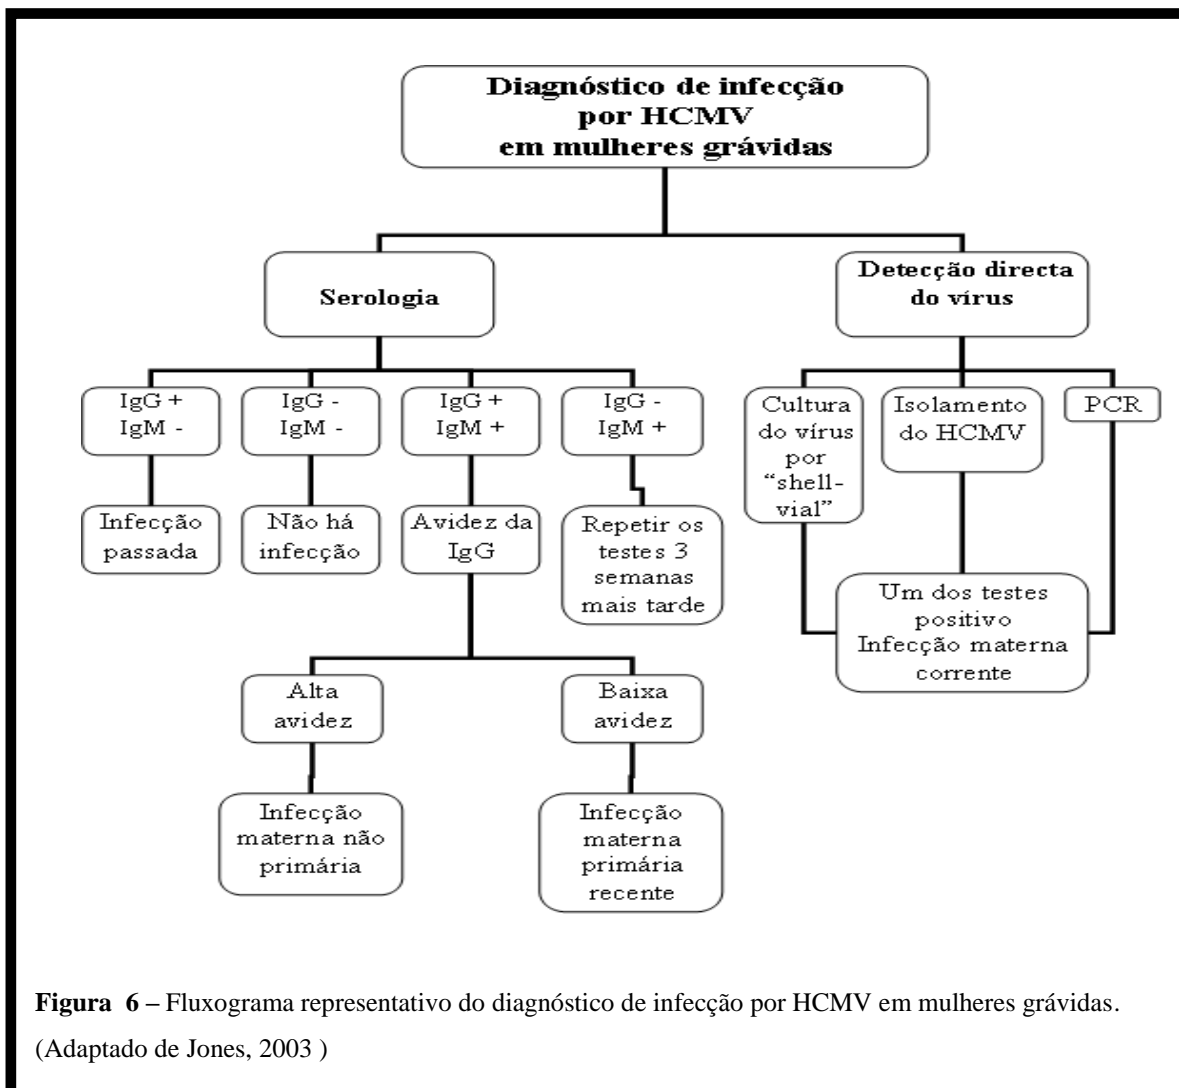 Diagnóstico de infecção
por HCMV
em mulheres grávidas
Serologia
Detecção directa
do vírus
IgG +
IgM -
IgG -
IgM -
IgG +
IgM +
IgG -
IgM +
Cultura
do vírus
por
“shell-
vial”
Isolamento
do HCMV
PCR
Infecção
passada
Não há
infecção
Avidez da
IgG
Repetir os
testes 3
semanas
mais tarde
Um dos testes
positivo
Infecção materna
corrente
Alta
avidez
Baixa
avidez
Infecção
materna não
primária
Infecção
materna
primária
recente
Figura 6 – Fluxograma representativo do diagnóstico de infecção por HCMV em mulheres grávidas.
(Adaptado de Jones, 2003 )